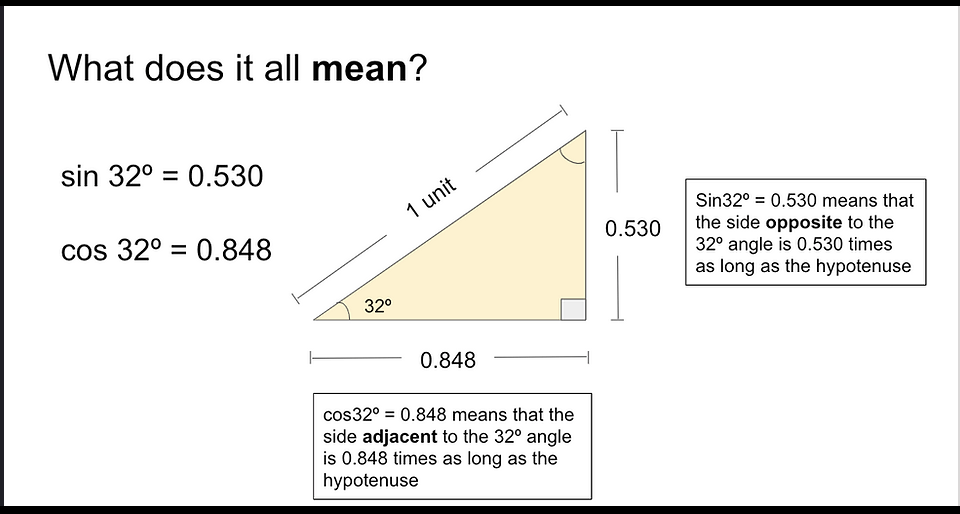 What does it all mean?
sin 32º = 0.530
cos 32º = 0.848
1 unit
32º
0.530
0.848
Sin32º = 0.530 means that
the side opposite to the
32º angle is 0.530 times
as long as the hypotenuse
cos32º = 0.848 means that the
side adjacent to the 32º angle
is 0.848 times as long as the
hypotenuse